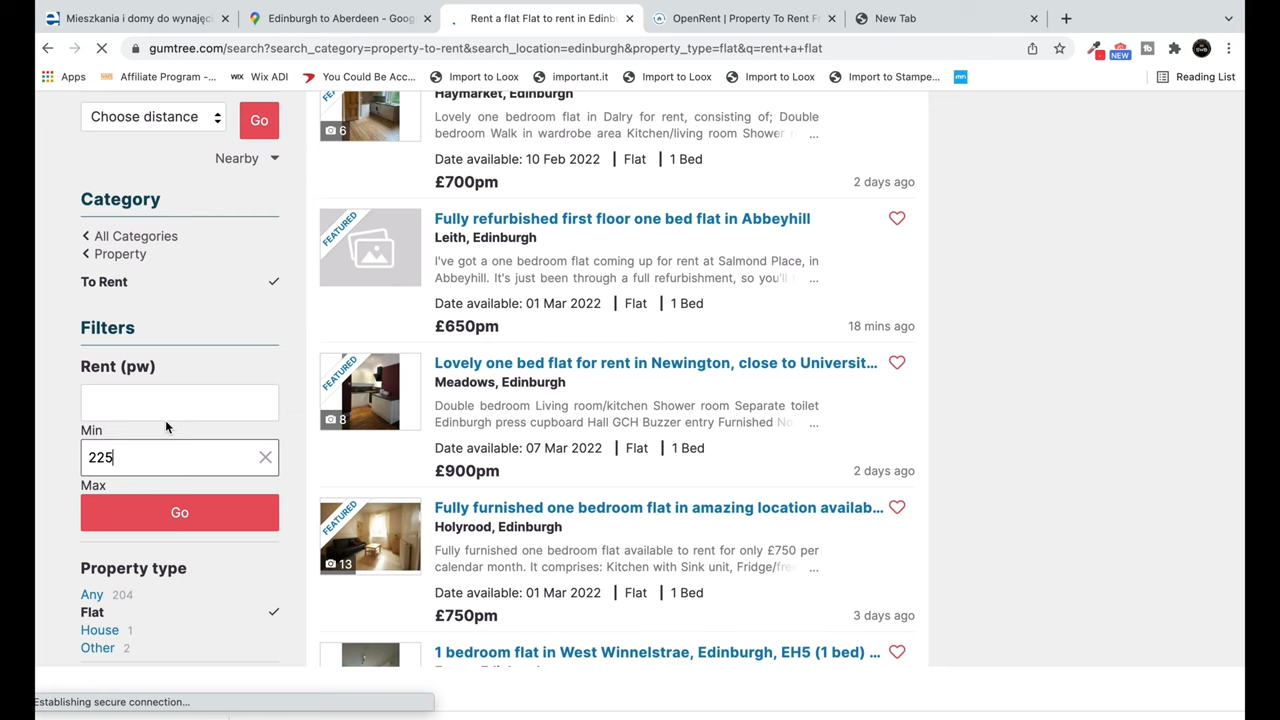 Mieszkania i domy do wynajęci
Edinburgh to Aberdeen - Goog
Rent a flat Flat to rent in Edinb
OpenRent | Property To Rent Fr
New Tab
gumtree.com/search?search_category=property-to-rent&search_location=edinburgh&property_type=flat&q=rent+a+flat
NEW
Apps
Affiliate Program -...
WIX Wix ADI
You Could Be Acc...
Import to Loox
important.it
Import to Loox
Import to Loox
Import to Stampe...
Reading List
Choose distance
Go
Nearby
Category
All Categories
Property
To Rent
Filters
Rent (pw)
Min
225
Max
Go
Property type
Any 204
Flat
House 1
Other 2
6
Haymarket, Edinburgh
Lovely one bedroom flat in Dalry for rent, consisting of; Double
bedroom Walk in wardrobe area Kitchen/living room Shower ...
Date available: 10 Feb 2022 | Flat | 1 Bed
£700pm
2 days ago
FEATURED
Fully refurbished first floor one bed flat in Abbeyhill
Leith, Edinburgh
I've got a one bedroom flat coming up for rent at Salmond Place, in
Abbeyhill. It's just been through a full refurbishment, so you'll ...
Date available: 01 Mar 2022 | Flat | 1 Bed
£650pm
18 mins ago
FEATURED
8
Lovely one bed flat for rent in Newington, close to Universit...
Meadows, Edinburgh
Double bedroom Living room/kitchen Shower room Separate toilet
Edinburgh press cupboard Hall GCH Buzzer entry Furnished No ...
Date available: 07 Mar 2022 | Flat | 1 Bed
£900pm
2 days ago
FEATURED
13
Fully furnished one bedroom flat in amazing location availab...
Holyrood, Edinburgh
Fully furnished one bedroom flat available to rent for only £750 per
calendar month. It comprises: Kitchen with Sink unit, Fridge/free ...
Date available: 01 Mar 2022 | Flat | 1 Bed
£750pm
3 days ago
1 bedroom flat in West Winnelstrae, Edinburgh, EH5 (1 bed) ...
Establishing secure connection...